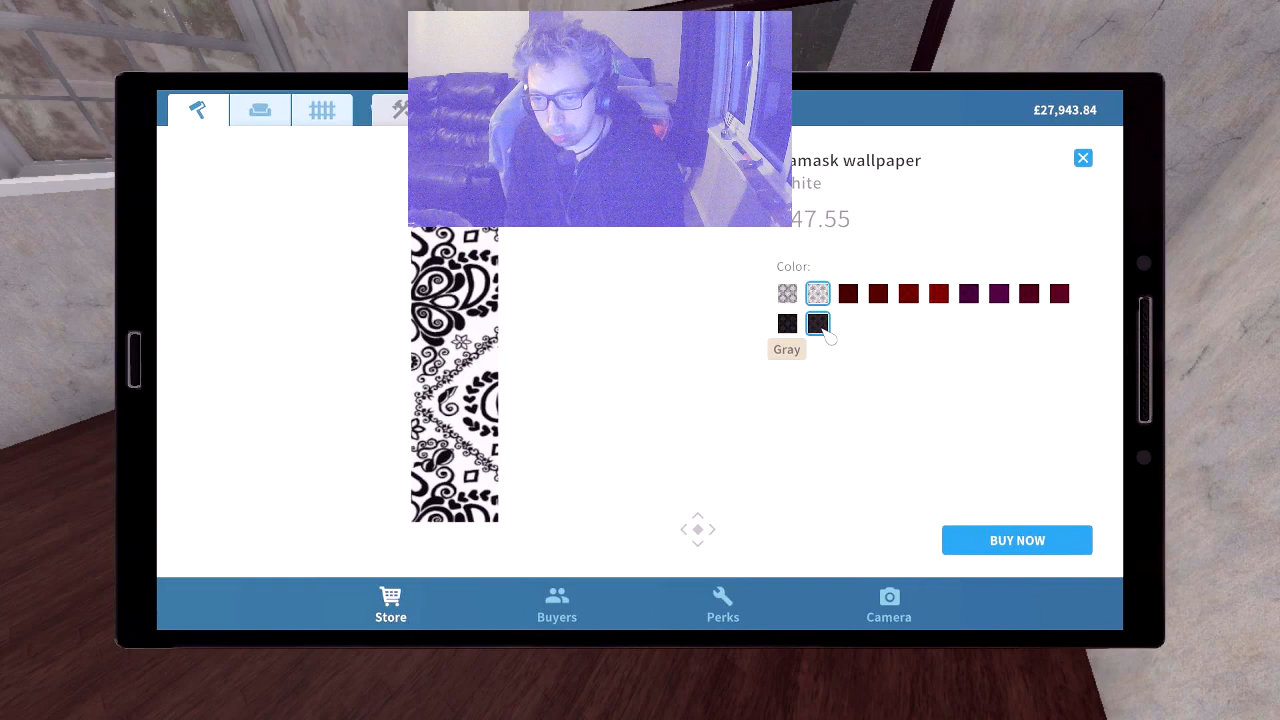 £27,943.84
amask wallpaper
hite
47.55
Color:
Gray
BUY NOW
Store
Buyers
Perks
Camera